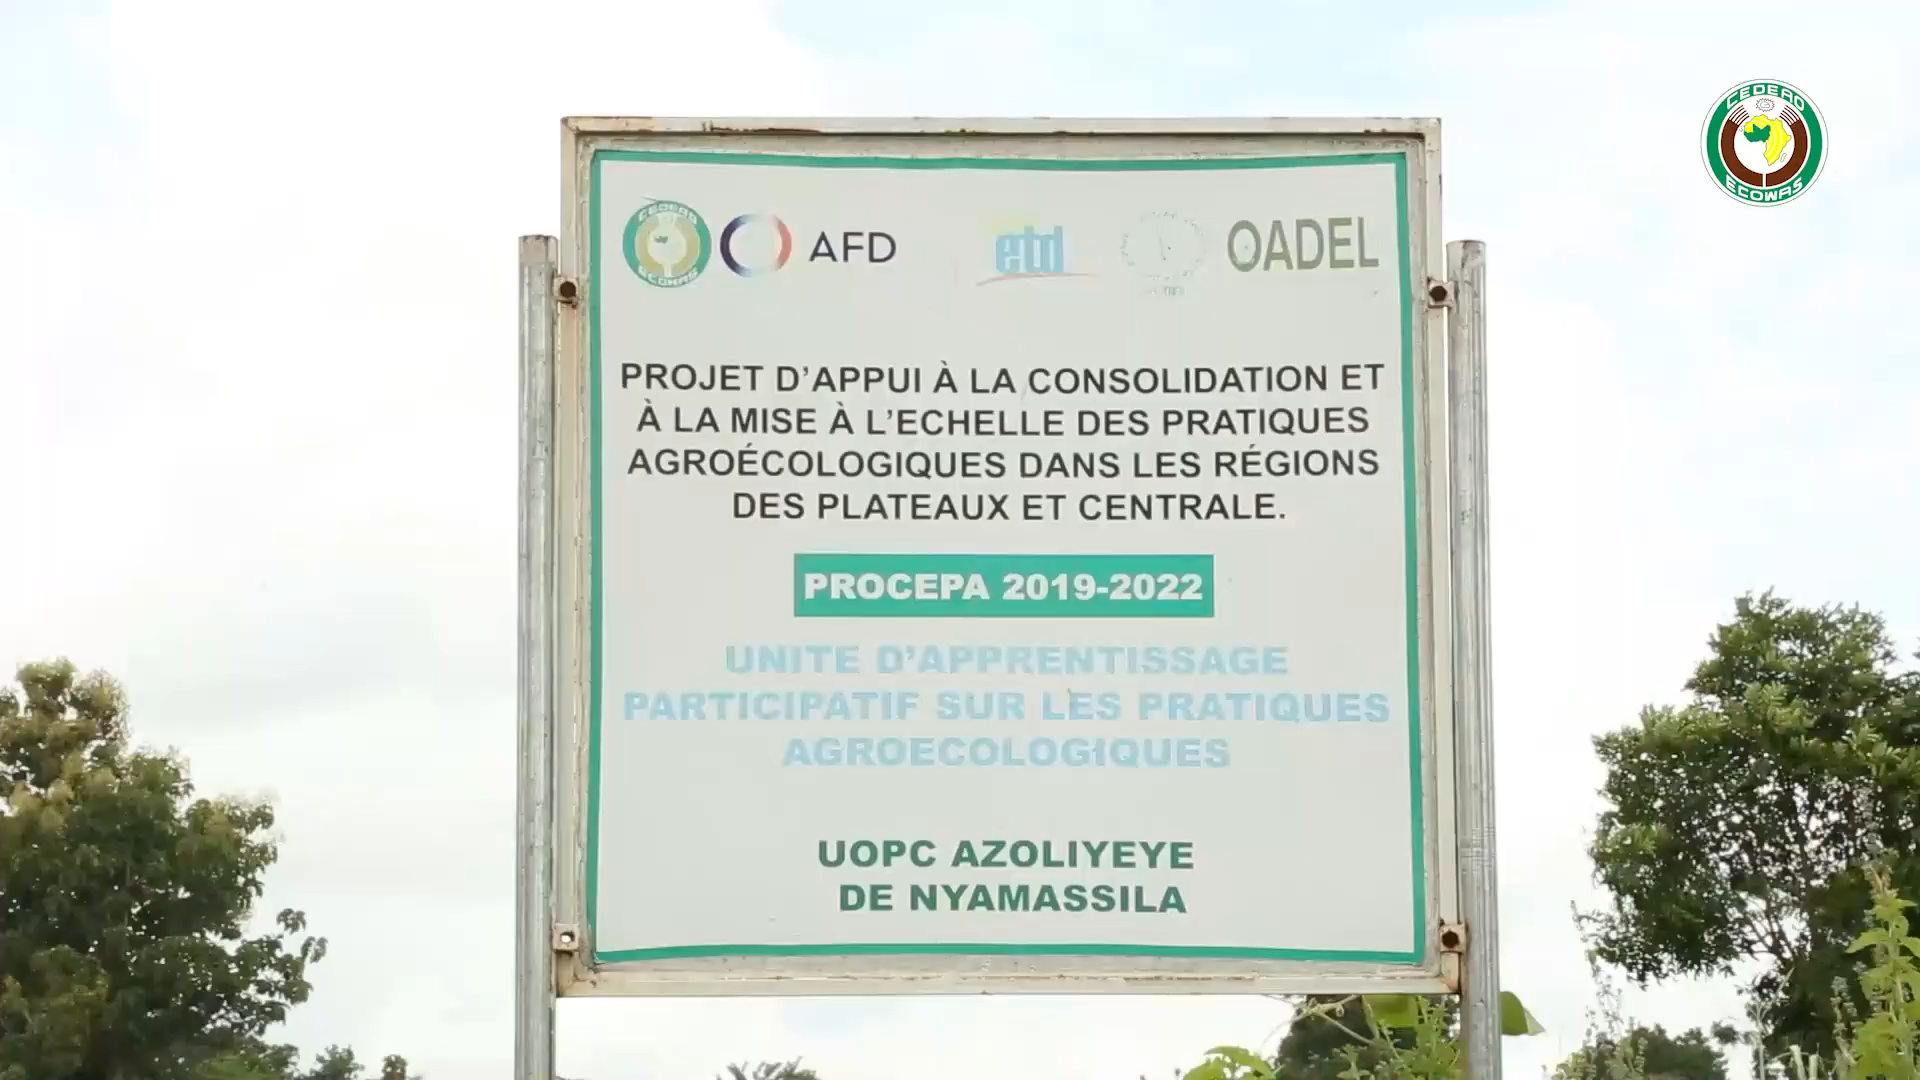 CEDEAO
ECOWAS
CEDEAO
ECOWAS
AFD
etd
OADEL
PROJET D'APPUI À LA CONSOLIDATION ET
À LA MISE À L'ECHELLE DES PRATIQUES
AGROÉCOLOGIQUES DANS LES RÉGIONS
DES PLATEAUX ET CENTRALE.
PROCEPA 2019-2022
UNITE D'APPRENTISSAGE
PARTICIPATIF SUR LES PRATIQUES
AGROECOLOGIQUES
UOPC AZOLIYEYE
DE NYAMASSILA